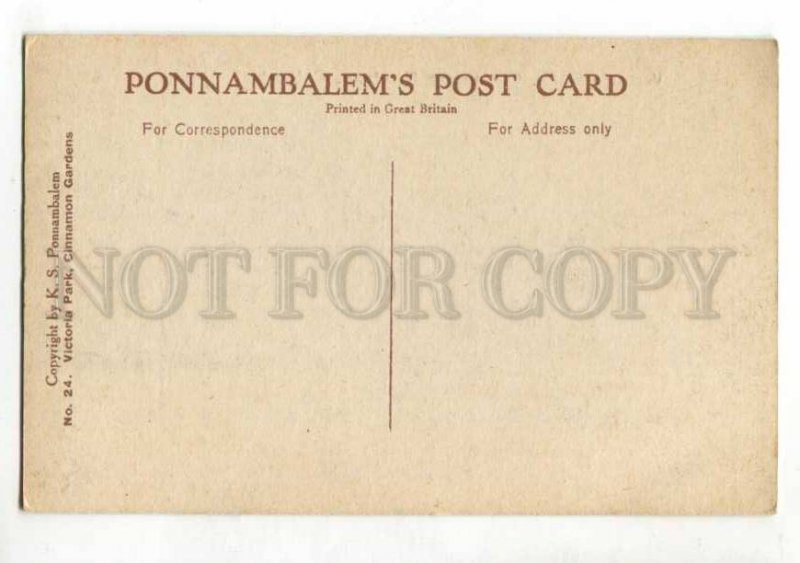 PONNAMBALEM'S POST CARD
Printed in Great Britain
For Correspondence
For Address only
Copyright by K. S. Ponnambalem
No. 24. Victoria Park, Cinnamon Gardens
NOT FOR COPY